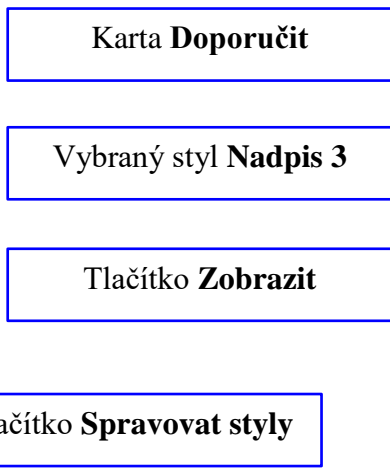 Karta Doporučit
Vybraný styl Nadpis 3
Tlačítko Zobrazit
ačítko Spravovat styly